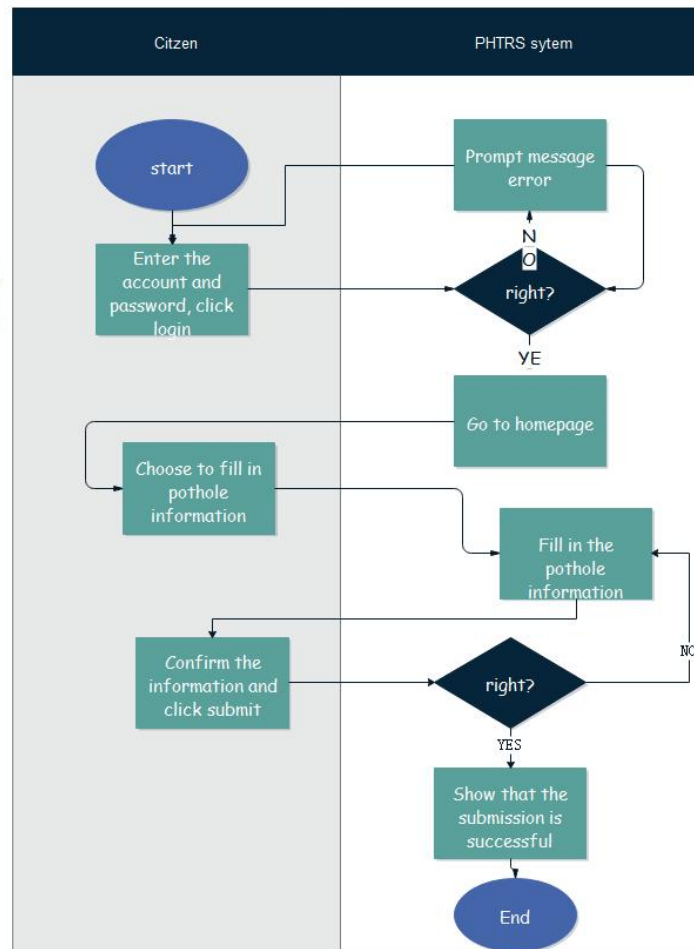 Citzen
PHTRS sytem
start
Prompt message
error
N
O
Enter the
account and
password, click
login
right?
YE
Go to homepage
Choose to fill in
pothole
information
Fill in the
pothole
information
Confirm the
information and
click submit
right?
NO
YES
Show that the
submission is
successful
End